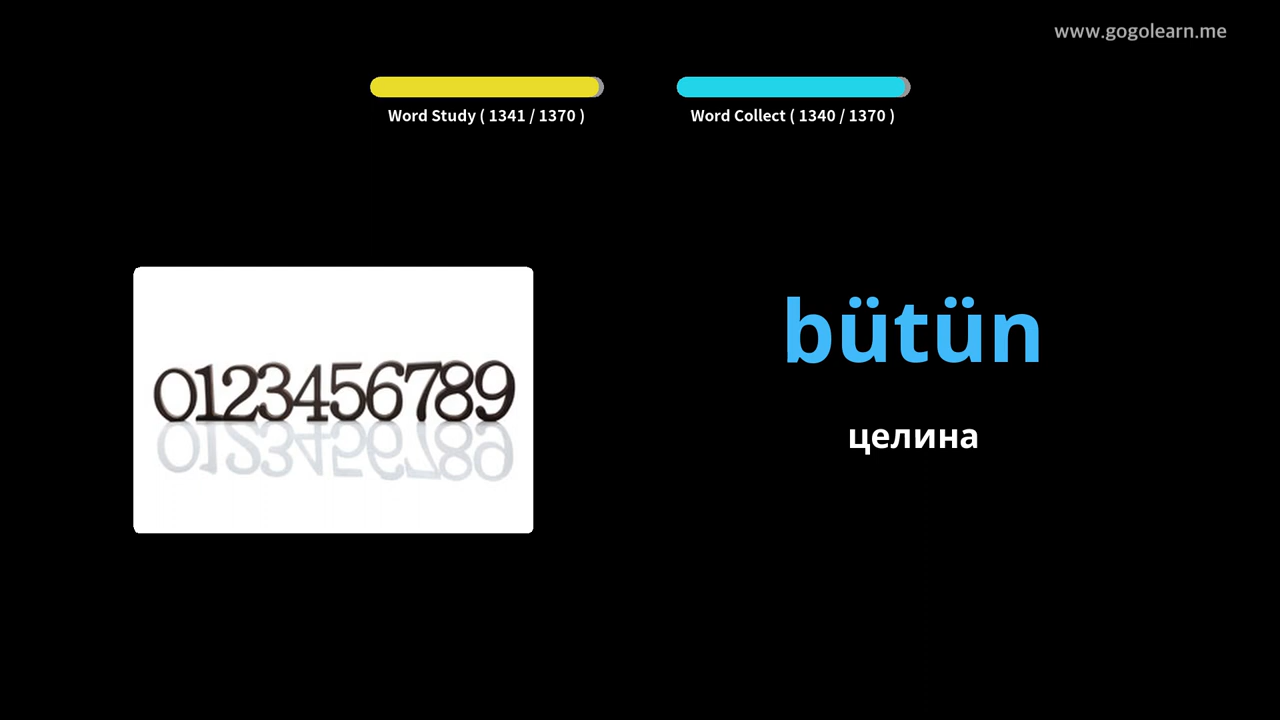 www.gogolearn.me
Word Study ( 1341 / 1370 )
Word Collect ( 1340 / 1370 )
0123456789
bütün
целина